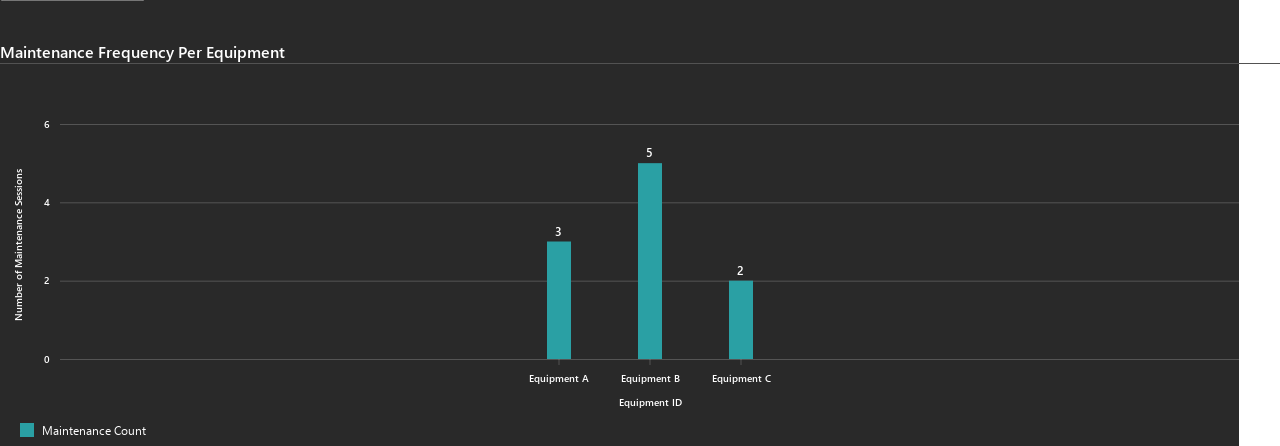 Maintenance Frequency Per Equipment
Number of Maintenance Sessions
6
4
2
0
3
5
2
Equipment A
Equipment B
Equipment C
Equipment ID
Maintenance Count